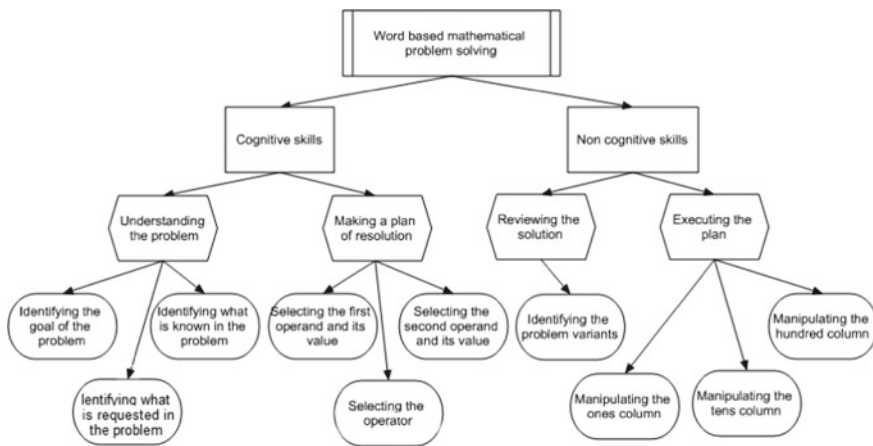 Word based mathematical
problem solving
Cognitive skills
Non cognitive skills
Understanding
the problem
Making a plan
of resolution
Reviewing the
solution
Executing the
plan
Identifying the
goal of the
problem
Identifying what
is known in the
problem
Selecting the first
operand and its
value
Selecting the
second operand
and its value
Identifying the
problem variants
Manipulating the
hundred column
Ientifying what
is requested in
the problem
Selecting the
operator
Manipulating the
ones column
Manipulating the
tens column